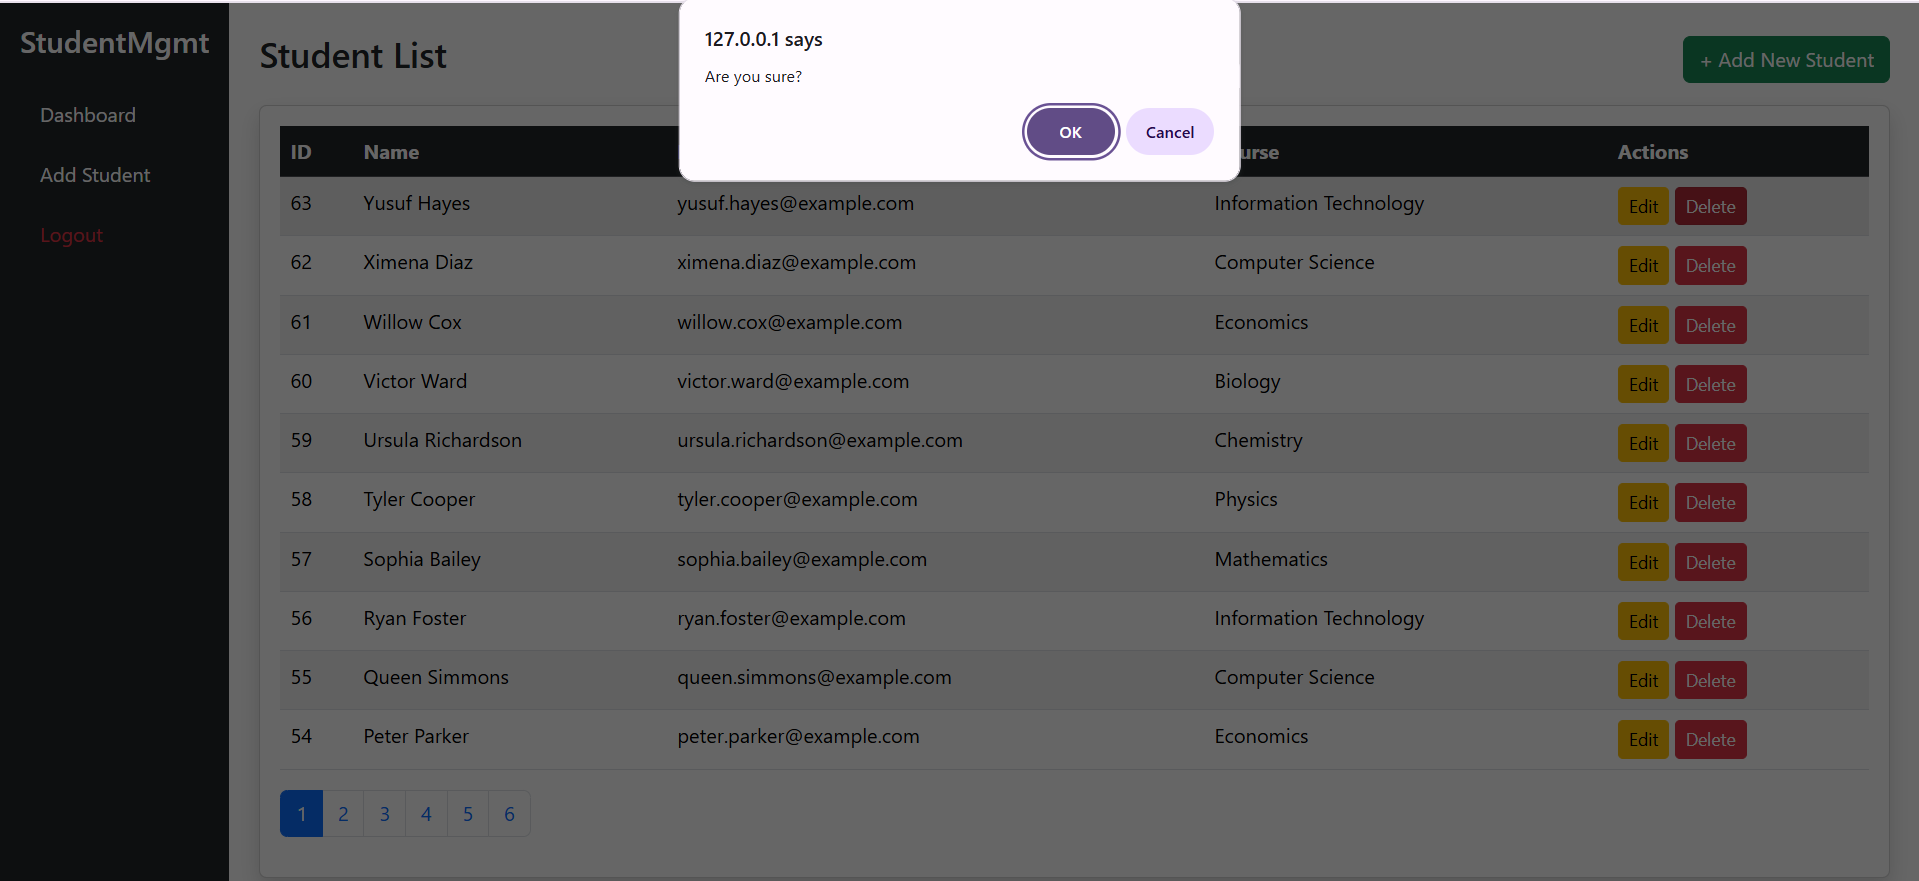 StudentMgmt
Dashboard
Add Student
Logout
Student List
+ Add New Student
127.0.0.1 says
Are you sure?
OK Cancel
ID Name urse Actions
63 Yusuf Hayes yusuf.hayes@example.com Information Technology Edit Delete
62 Ximena Diaz ximena.diaz@example.com Computer Science Edit Delete
61 Willow Cox willow.cox@example.com Economics Edit Delete
60 Victor Ward victor.ward@example.com Biology Edit Delete
59 Ursula Richardson ursula.richardson@example.com Chemistry Edit Delete
58 Tyler Cooper tyler.cooper@example.com Physics Edit Delete
57 Sophia Bailey sophia.bailey@example.com Mathematics Edit Delete
56 Ryan Foster ryan.foster@example.com Information Technology Edit Delete
55 Queen Simmons queen.simmons@example.com Computer Science Edit Delete
54 Peter Parker peter.parker@example.com Economics Edit Delete
1 2 3 4 5 6